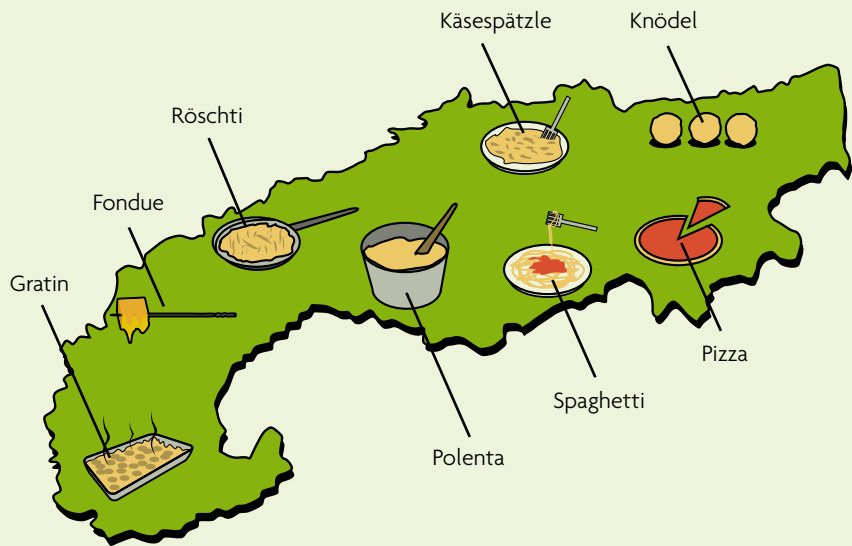 Käsespätzle
Knödel
Röschti
Fondue
Gratin
Pizza
Spaghetti
Polenta